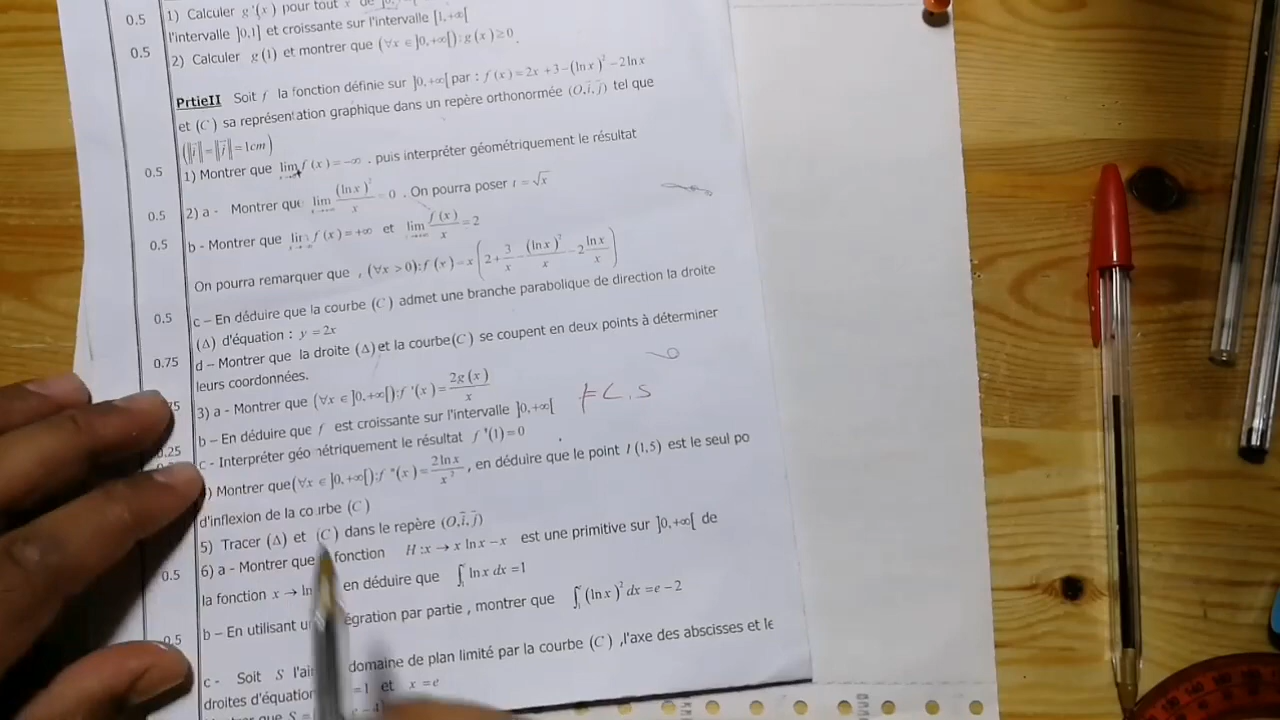 0.5 1) Calculer g'(x) pour tout x de ]0,
l'intervalle ]0,1] et croissante sur l'intervalle [1,+∞[
0.5 2) Calculer g(1) et montrer que (∀x ∈ ]0,+∞[): g(x) ≥ 0
PrtieII Soit f la fonction définie sur ]0,+∞[ par : f(x) = 2x + 3 − (ln x)² − 2 ln x
et (C) sa représentation graphique dans un repère orthonormée (O, i⃗, j⃗) tel que
(‖i⃗‖ = ‖j⃗‖ = 1cm)
0.5 1) Montrer que lim f(x) = −∞ . puis interpréter géométriquement le résultat
0.5 2) a - Montrer que lim (ln x)²/x = 0 . On pourra poser t = √x
0.5 b - Montrer que lim f(x) = +∞ et lim f(x)/x = 2
On pourra remarquer que , (∀x > 0): f(x) = x(2 + 3/x − (ln x)²/x − 2 ln x/x)
0.5 c – En déduire que la courbe (C) admet une branche parabolique de direction la droite
(Δ) d'équation : y = 2x
0.75 d – Montrer que la droite (Δ) et la courbe (C) se coupent en deux points à déterminer
leurs coordonnées.
3) a - Montrer que (∀x ∈ ]0,+∞[): f'(x) = 2g(x)/x
b – En déduire que f est croissante sur l'intervalle ]0,+∞[
0.25 c - Interpréter géo métriquement le résultat f'(1) = 0
) Montrer que (∀x ∈ ]0,+∞[): f''(x) = 2 ln x/x² , en déduire que le point I(1,5) est le seul po
d'inflexion de la courbe (C)
5) Tracer (Δ) et (C) dans le repère (O, i⃗, j⃗)
0.5 6) a - Montrer que fonction H : x → x ln x − x est une primitive sur ]0,+∞[ de
la fonction x → ln en déduire que ∫ ln x dx = 1
0.5 b – En utilisant u égration par partie , montrer que ∫ (ln x)² dx = e − 2
c - Soit S l'ai domaine de plan limité par la courbe (C) ,l'axe des abscisses et le
droites d'équation = 1 et x = e